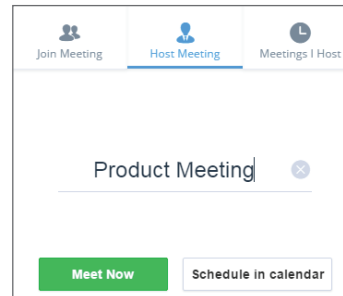 Join Meeting
Host Meeting
Meetings I Host
Product Meeting
Meet Now
Schedule in calendar